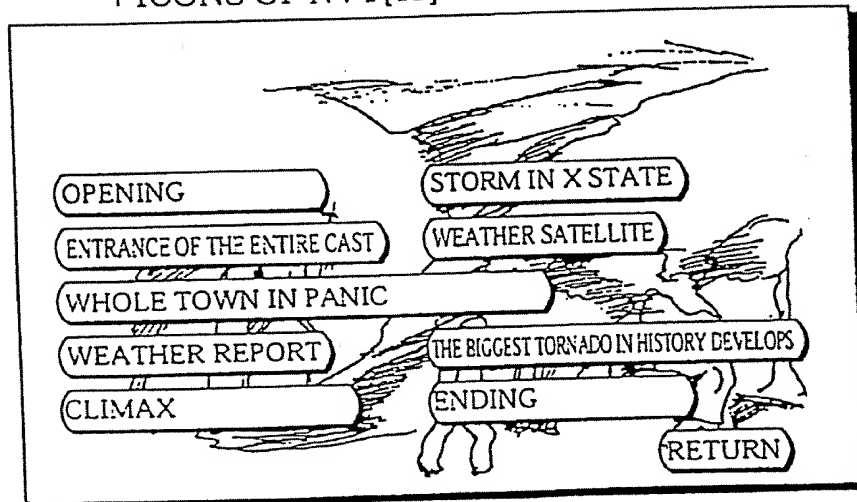 OPENING
STORM IN X STATE
ENTRANCE OF THE ENTIRE CAST
WEATHER SATELLITE
WHOLE TOWN IN PANIC
WEATHER REPORT
THE BIGGEST TORNADO IN HISTORY DEVELOPS
CLIMAX
ENDING
RETURN